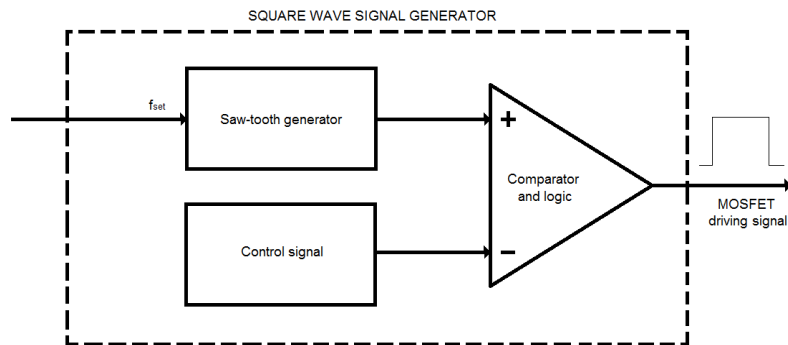 SQUARE WAVE SIGNAL GENERATOR
fset
Saw-tooth generator
+
Comparator
and logic
Control signal
−
MOSFET
driving signal